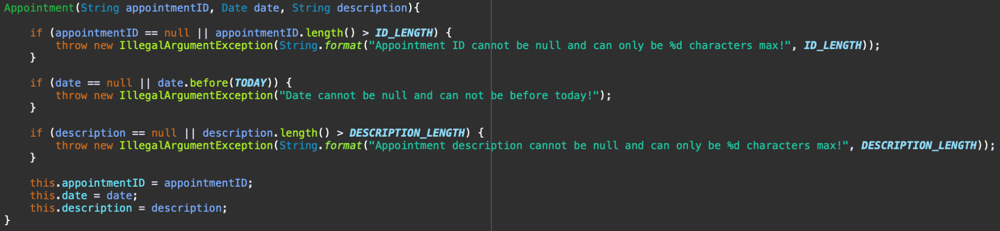 Appointment(String appointmentID, Date date, String description){
if (appointmentID == null || appointmentID.length() > ID_LENGTH) {
throw new IllegalArgumentException(String.format("Appointment ID cannot be null and can only be %d characters max!", ID_LENGTH));
}
if (date == null || date.before(TODAY)) {
throw new IllegalArgumentException("Date cannot be null and can not be before today!");
}
if (description == null || description.length() > DESCRIPTION_LENGTH) {
throw new IllegalArgumentException(String.format("Appointment description cannot be null and can only be %d characters max!", DESCRIPTION_LENGTH));
}
this.appointmentID = appointmentID;
this.date = date;
this.description = description;
}